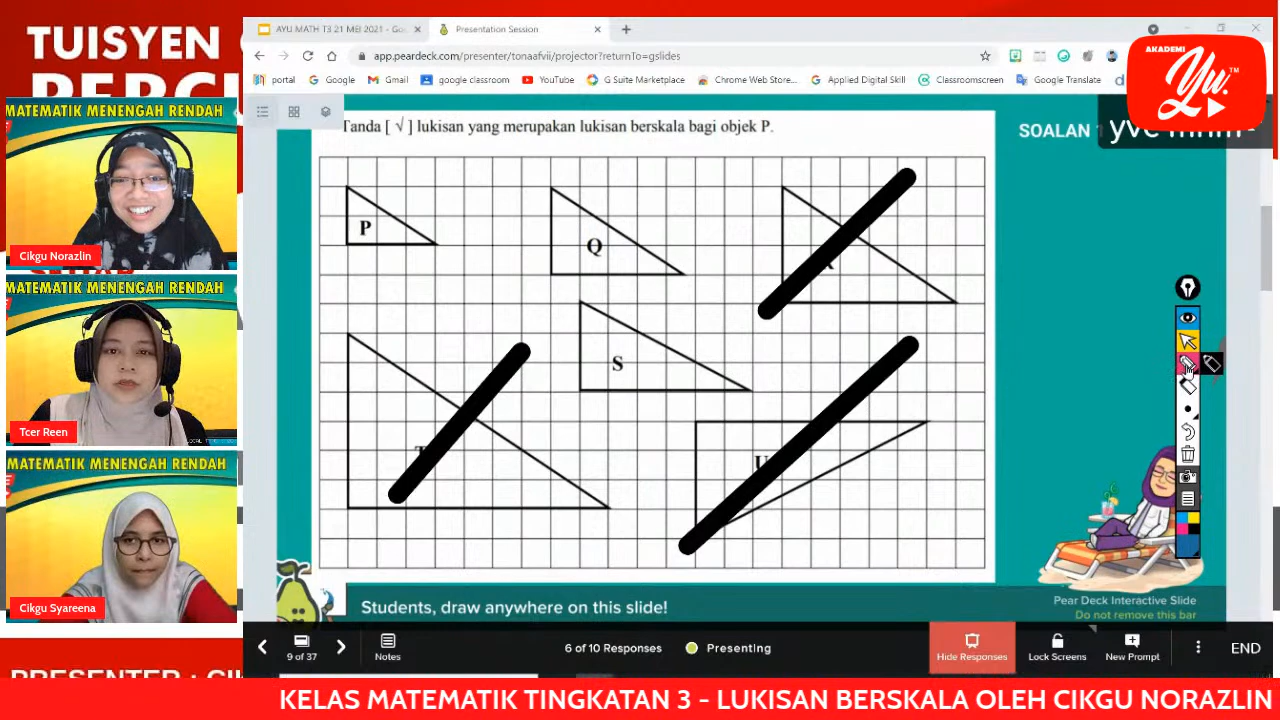 TUISYEN
MATEMATIK MENENGAH RENDAH
Cikgu Norazlin
MATEMATIK MENENGAH RENDAH
Tcer Reen
MATEMATIK MENENGAH RENDAH
Cikgu Syareena
AYU MATH T3 21 MEI 2021 - Go
Presentation Session
app.peardeck.com/presenter/tonaafvii/projector?returnTo=gslides
portal
Google
Gmail
google classroom
YouTube
G Suite Marketplace
Chrome Web Store...
Applied Digital Skill
Classroomscreen
Google Translate
AKADEMI
Yu.
TM
Tanda [ √ ] lukisan yang merupakan lukisan berskala bagi objek P.
SOALAN 1
yve
P
Q
S
T
U
Students, draw anywhere on this slide!
Pear Deck Interactive Slide
Do not remove this bar
9 of 37
Notes
6 of 10 Responses
Presenting
Hide Responses
Lock Screens
New Prompt
END
KELAS MATEMATIK TINGKATAN 3 - LUKISAN BERSKALA OLEH CIKGU NORAZLIN